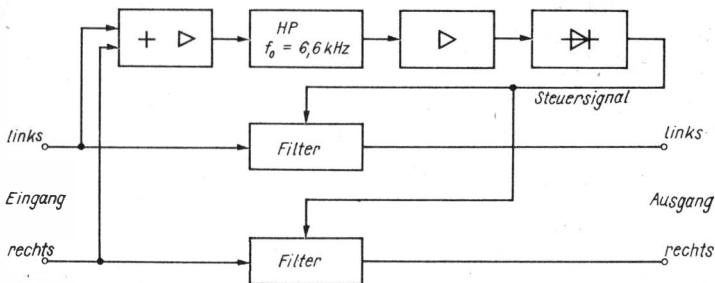 HP
f₀ = 6,6 kHz
Steuersignal
links
Filter
links
Eingang
Ausgang
rechts
Filter
rechts